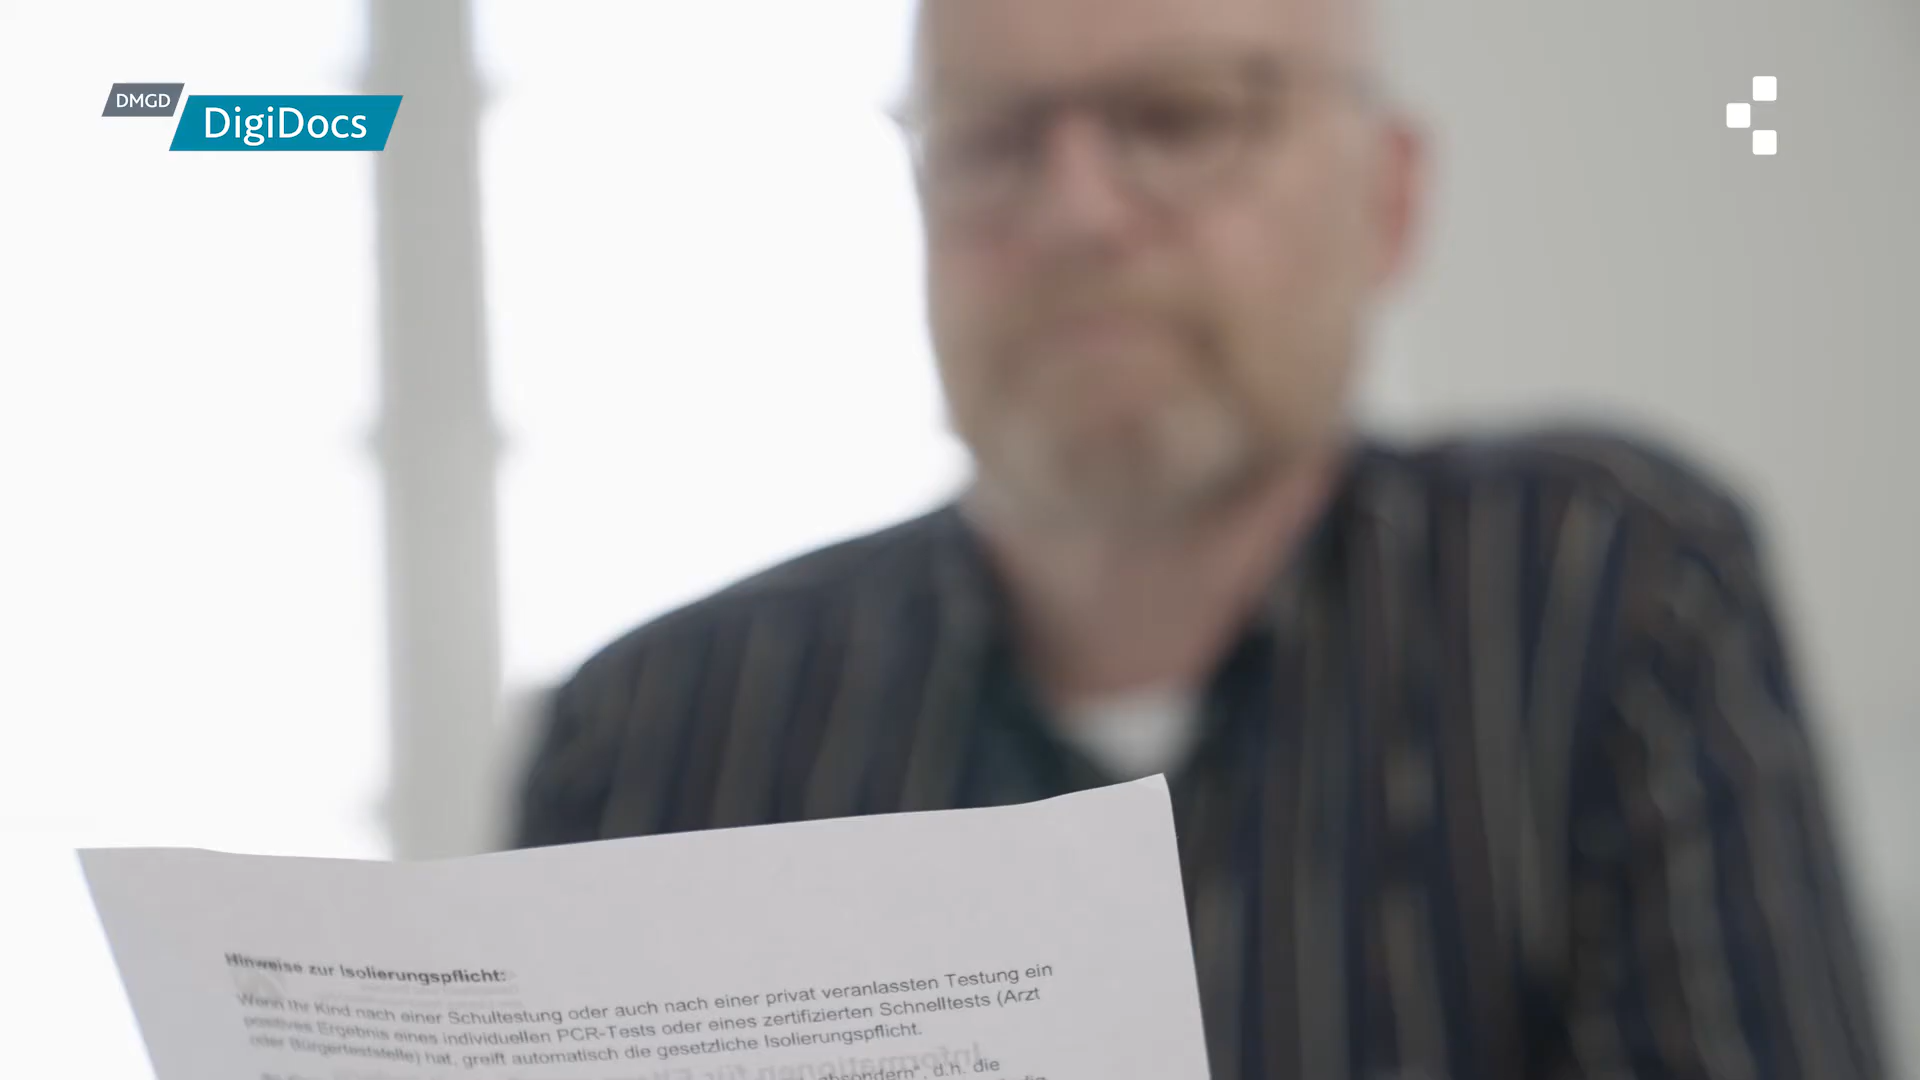 DMGD
DigiDocs
Hinweise zur Isolierungspflicht:
Wenn Ihr Kind nach einer Schultestung oder auch nach einer privat veranlassten Testung ein
positives Ergebnis eines individuellen PCR-Tests oder eines zertifizierten Schnelltests (Arzt
oder Bürgerteststelle) hat, greift automatisch die gesetzliche Isolierungspflicht.
absondern", d.h. die